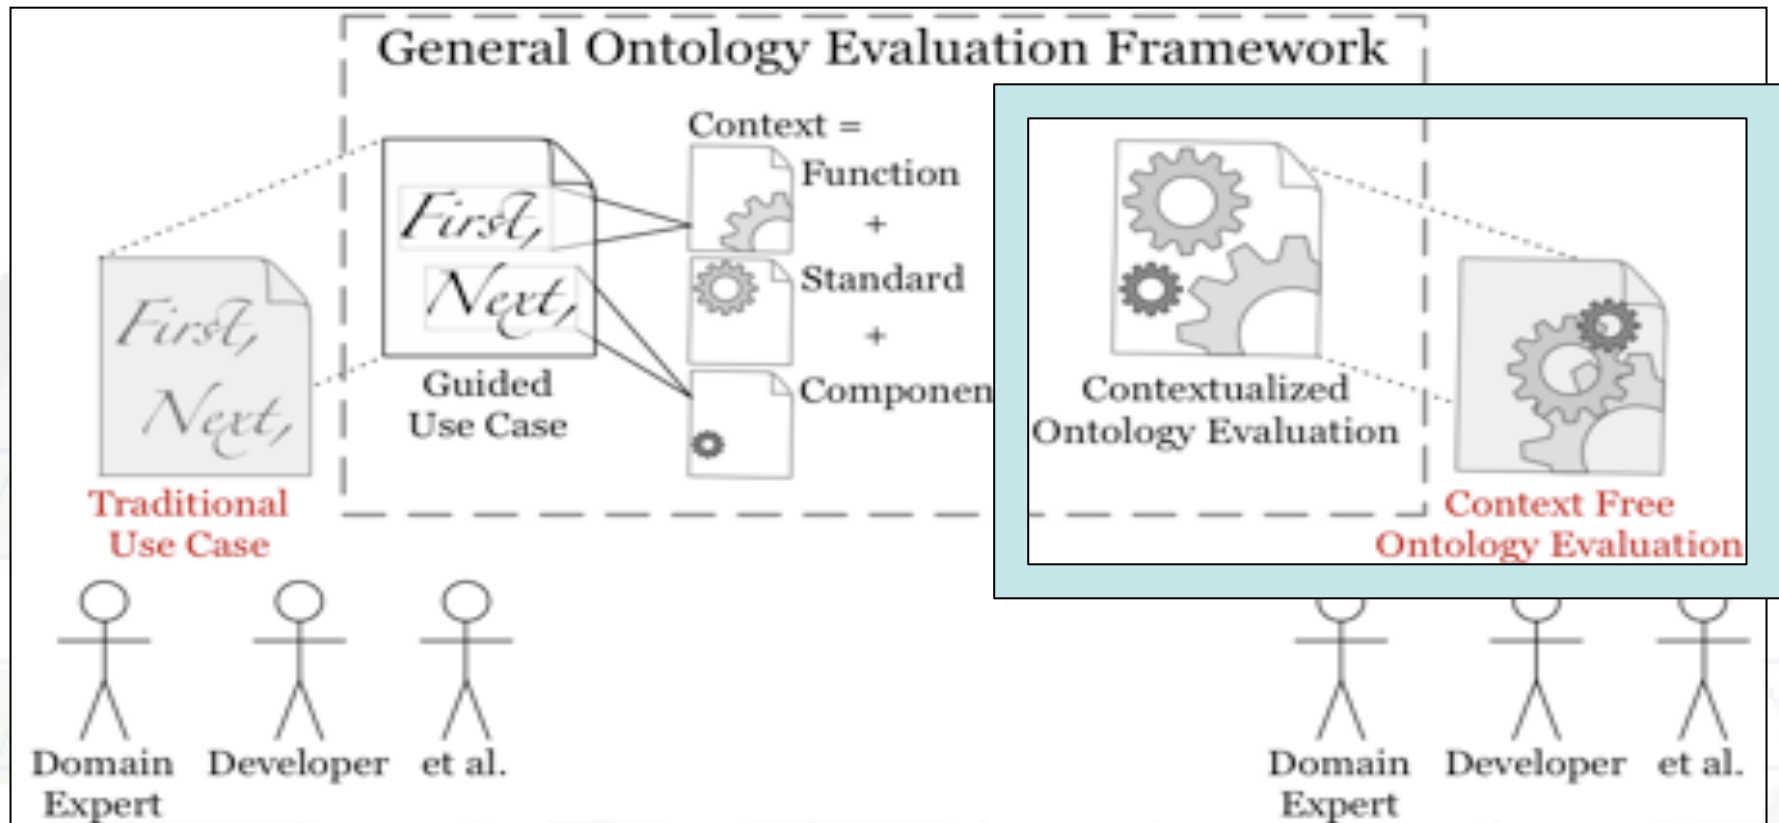 General Ontology Evaluation Framework
Context =
Function
+
Standard
+
Componen
First,
Next,
Guided
Use Case
First,
Next,
Traditional
Use Case
Contextualized
Ontology Evaluation
Context Free
Ontology Evaluation
Domain
Expert
Developer
et al.
Domain
Expert
Developer
et al.